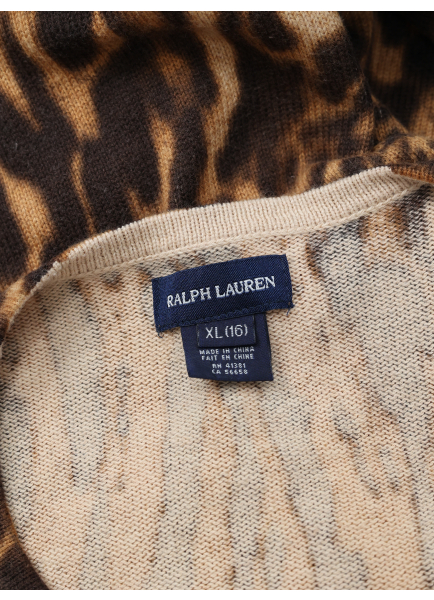 RALPH LAUREN
XL (16)
MADE IN CHINA
FAIT EN CHINE
RN 41381
CA 56658